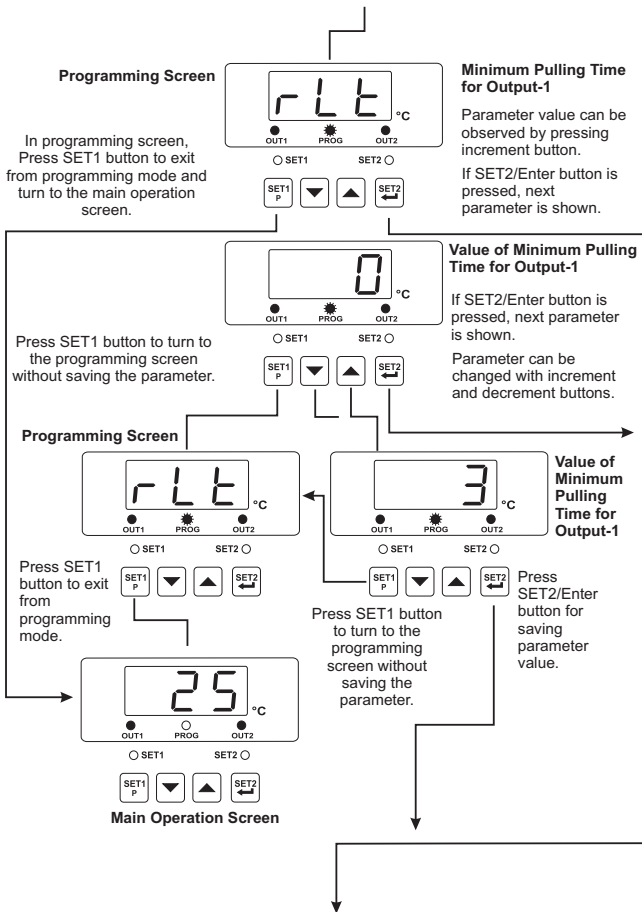 Programming Screen
rLt
°C
OUT1 PROG OUT2
SET1 SET2
SET1
P
SET2
Minimum Pulling Time
for Output-1
Parameter value can be
observed by pressing
increment button.
If SET2/Enter button is
pressed, next
parameter is shown.
In programming screen,
Press SET1 button to exit
from programming mode and
turn to the main operation
screen.
0
°C
OUT1 PROG OUT2
SET1 SET2
SET1
P
SET2
Value of Minimum Pulling
Time for Output-1
If SET2/Enter button is
pressed, next parameter
is shown.
Parameter can be
changed with increment
and decrement buttons.
Press SET1 button to turn to
the programming screen
without saving the parameter.
Programming Screen
rLt
°C
OUT1 PROG OUT2
SET1 SET2
SET1
P
SET2
Press SET1
button to exit
from
programming
mode.
3
°C
OUT1 PROG OUT2
SET1 SET2
SET1
P
SET2
Value of
Minimum
Pulling
Time for
Output-1
Press SET1 button
to turn to the
programming
screen without
saving the
parameter.
Press
SET2/Enter
button for
saving
parameter
value.
25
°C
OUT1 PROG OUT2
SET1 SET2
SET1
P
SET2
Main Operation Screen